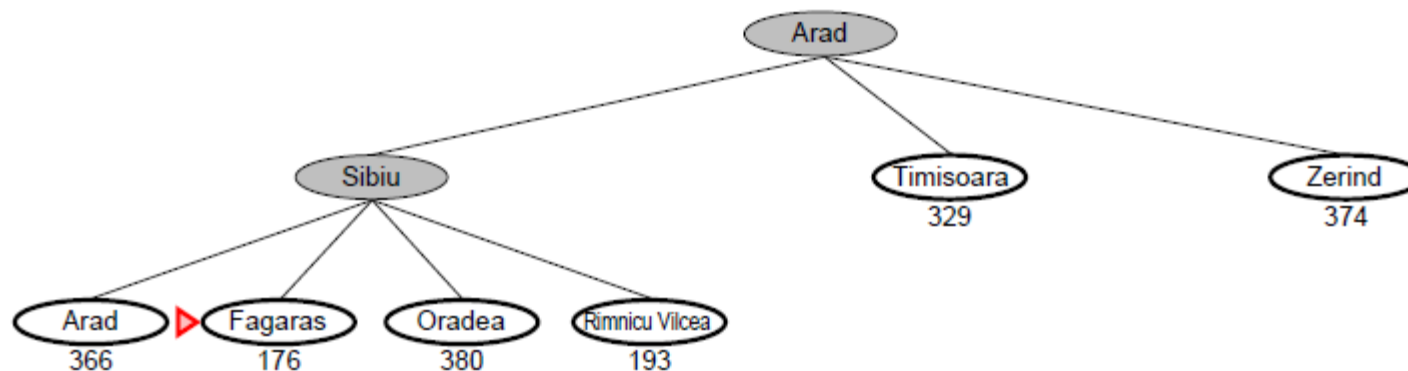 Arad
Sibiu
Timisoara
Zerind
329
374
Arad
Fagaras
Oradea
Rimnicu Vilcea
366
176
380
193